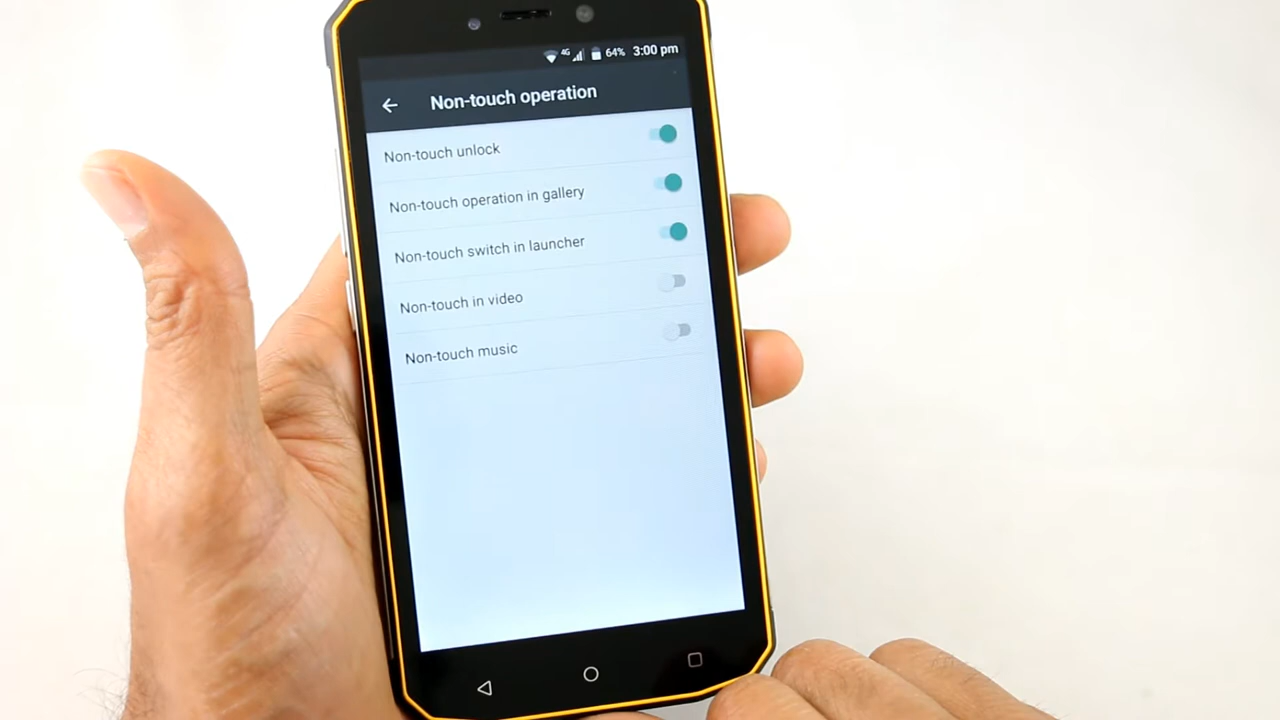 4G 64% 3:00 pm
Non-touch operation
Non-touch unlock
Non-touch operation in gallery
Non-touch switch in launcher
Non-touch in video
Non-touch music